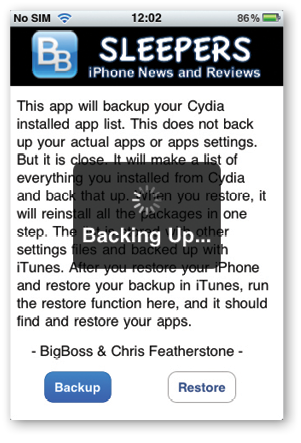 No SIM 12:02 86%
BB SLEEPERS
iPhone News and Reviews
This app will backup your Cydia
installed app list. This does not back
up your actual apps or apps settings.
But it is close. It will make a list of
everything you installed from Cydia
and back that up. When you restore, it
will reinstall all the packages in one
step. The list is stored with other
Backing Up...
settings files and backed up with
iTunes. After you restore your iPhone
and restore your backup in iTunes, run
the restore function here, and it should
find and restore your apps.
- BigBoss & Chris Featherstone -
Backup Restore